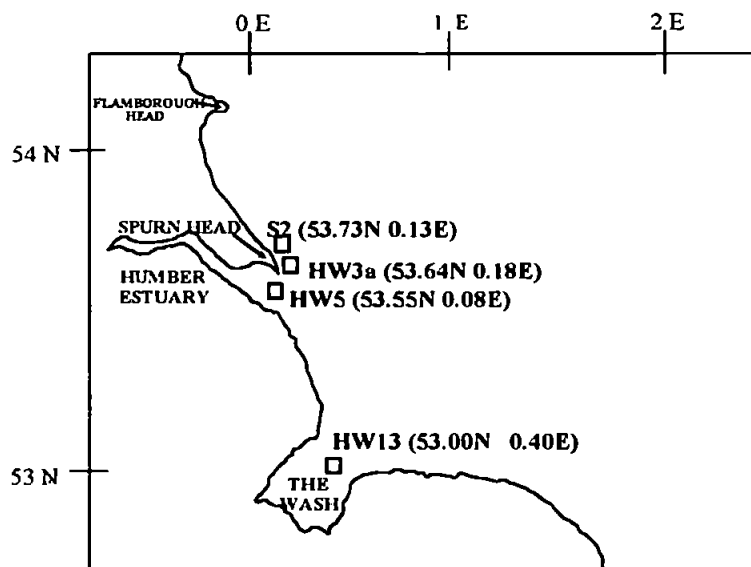 0 E 1 E 2 E
FLAMBOROUGH
HEAD
54 N
SPURN HEAD
S2 (53.73N 0.13E)
HW3a (53.64N 0.18E)
HUMBER
ESTUARY
HW5 (53.55N 0.08E)
HW13 (53.00N 0.40E)
53 N
THE
WASH